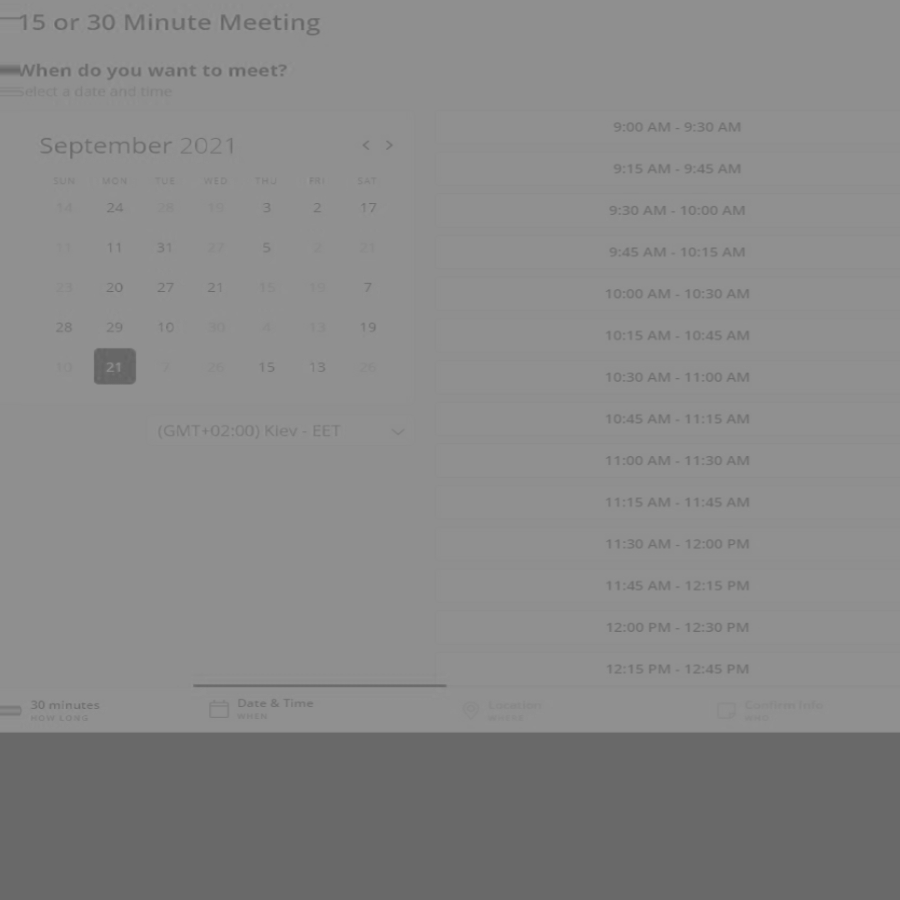 15 or 30 Minute Meeting
When do you want to meet?
Select a date and time
September 2021 < >
SUN MON TUE WED THU FRI SAT
14 24 28 19 3 2 17
11 11 31 27 5 2 21
23 20 27 21 15 19 7
28 29 10 30 4 13 19
10 21 7 26 15 13 26
(GMT+02:00) Kiev - EET
9:00 AM - 9:30 AM
9:15 AM - 9:45 AM
9:30 AM - 10:00 AM
9:45 AM - 10:15 AM
10:00 AM - 10:30 AM
10:15 AM - 10:45 AM
10:30 AM - 11:00 AM
10:45 AM - 11:15 AM
11:00 AM - 11:30 AM
11:15 AM - 11:45 AM
11:30 AM - 12:00 PM
11:45 AM - 12:15 PM
12:00 PM - 12:30 PM
12:15 PM - 12:45 PM
30 minutes
HOW LONG
Date & Time
WHEN
Location
Confirm Info